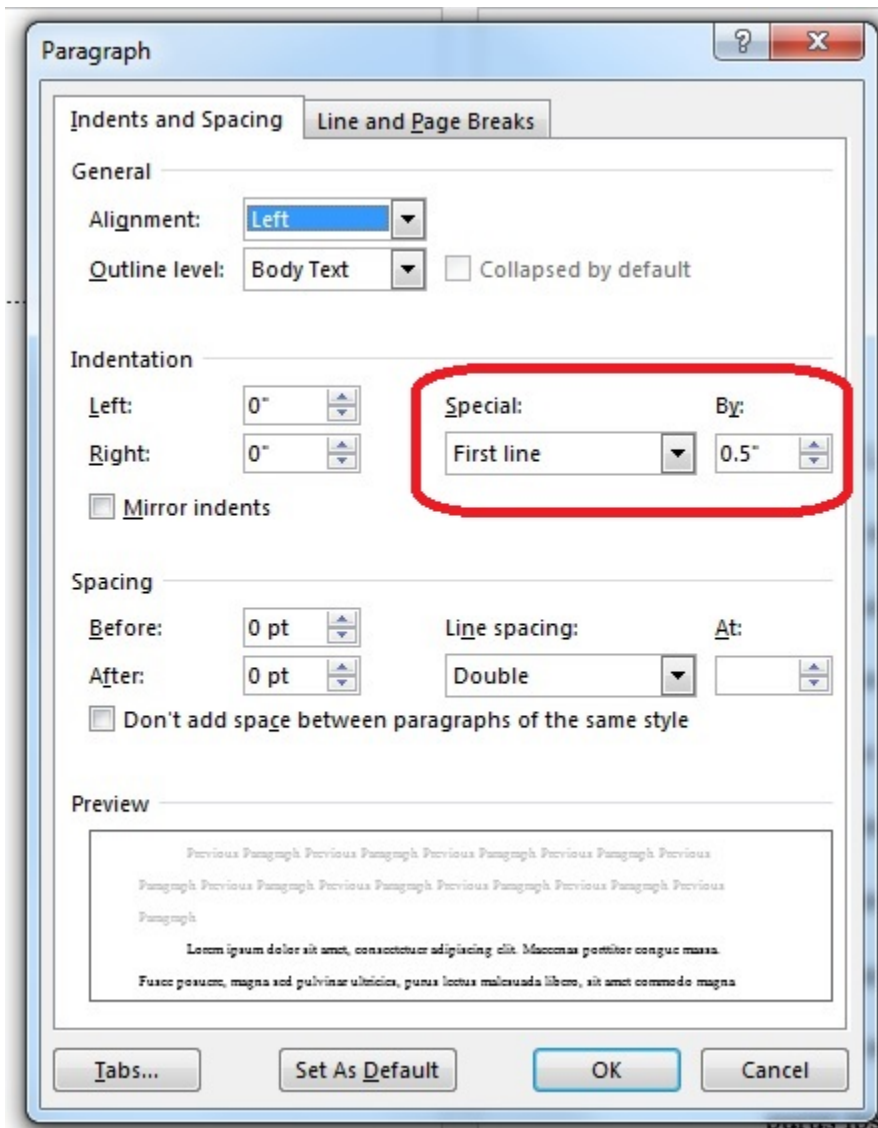 Paragraph
Indents and Spacing Line and Page Breaks
General
Alignment: Left
Outline level: Body Text Collapsed by default
Indentation
Left: 0" Special: By:
Right: 0" First line 0.5"
Mirror indents
Spacing
Before: 0 pt Line spacing: At:
After: 0 pt Double
Don't add space between paragraphs of the same style
Preview
Previous Paragraph Previous Paragraph Previous Paragraph Previous Paragraph Previous
Paragraph Previous Paragraph Previous Paragraph Previous Paragraph Previous Paragraph Previous
Paragraph
Lorem ipsum dolor sit amet, consectetuer adipiscing elit. Maecenas porttitor congue massa.
Fusce posuere, magna sed pulvinar ultricies, purus lectus malesuada libero, sit amet commodo magna
Tabs... Set As Default OK Cancel